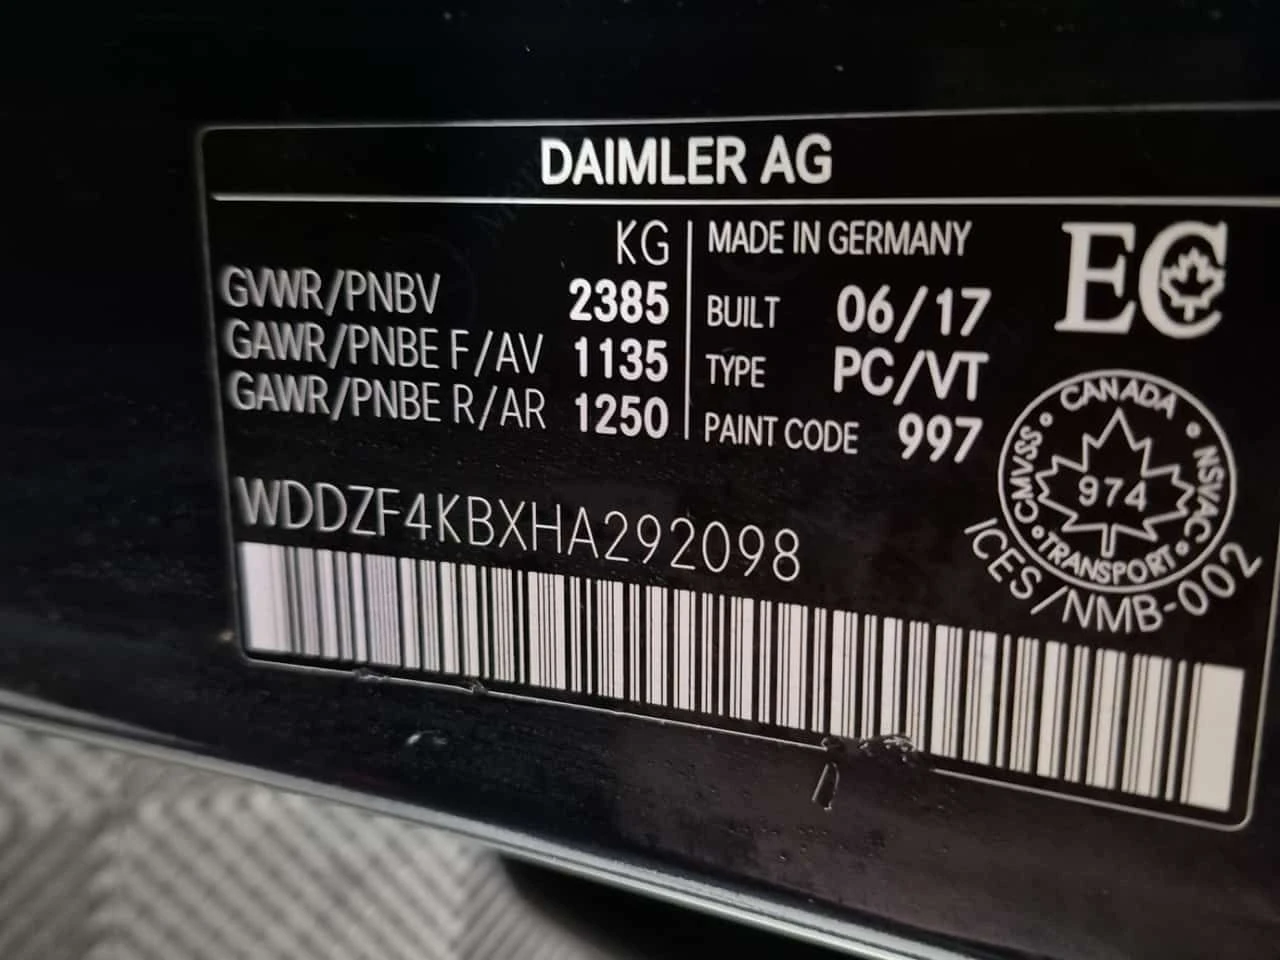 DAIMLER AG
KG
GVWR/PNBV 2385
GAWR/PNBE F/AV 1135
GAWR/PNBE R/AR 1250
MADE IN GERMANY
BUILT 06/17
TYPE PC/VT
PAINT CODE 997
EC
CANADA
NSVAC
TRANSPORT
CMVSS
974
ICES/NMB-002
WDDZF4KBXHA292098